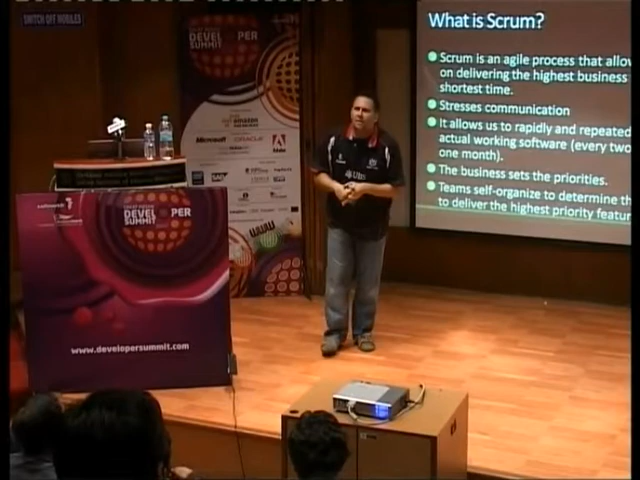 SWITCH OFF MOBILES
DEVEL PER
SUMMIT
amazon
Microsoft
ORACLE
Adobe
SAP
What is Scrum?
Scrum is an agile process that allow
on delivering the highest business
shortest time.
Stresses communication
It allows us to rapidly and repeated
actual working software (every two
one month).
The business sets the priorities.
Teams self-organize to determine th
to deliver the highest priority featur
DEVEL PER
SUMMIT
www.developersummit.com